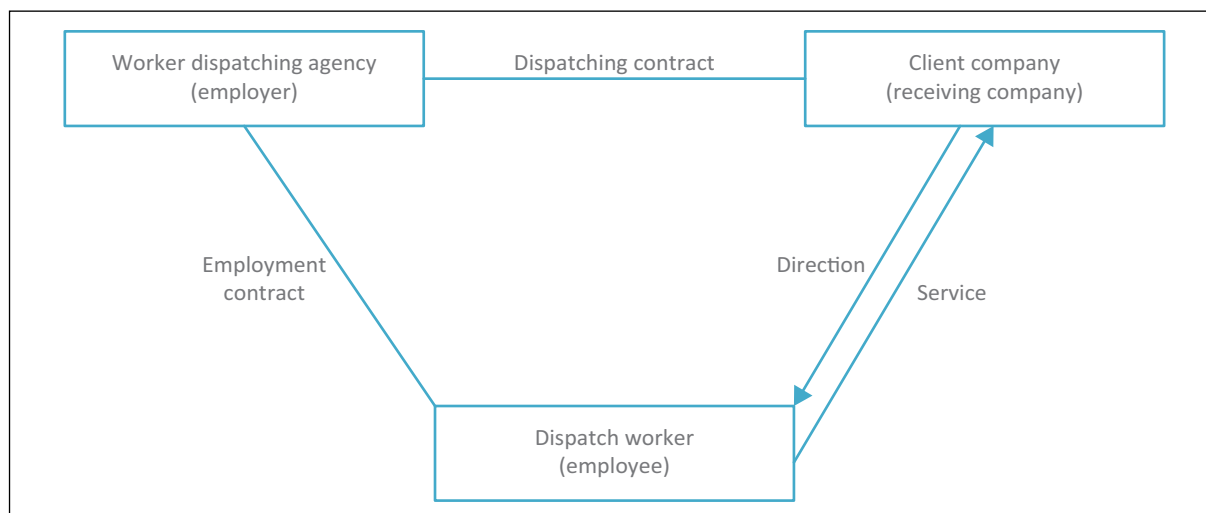 Worker dispatching agency
(employer)
Dispatching contract
Client company
(receiving company)
Employment
contract
Direction
Service
Dispatch worker
(employee)